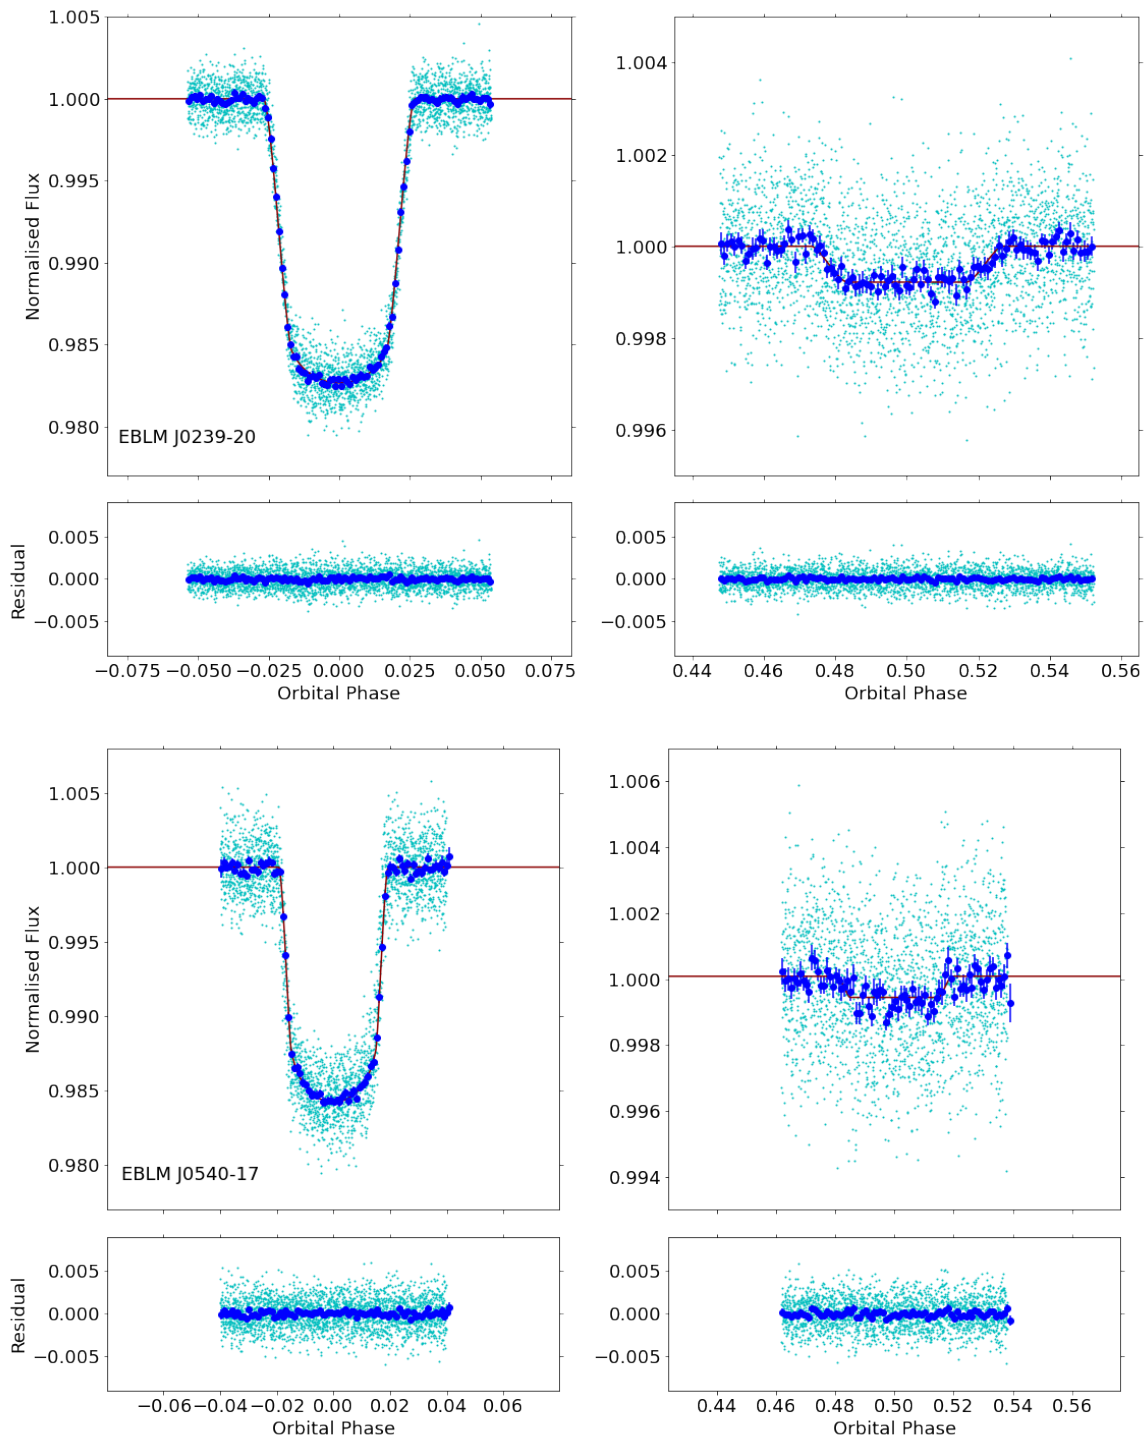 1.005
1.000
0.995
0.990
0.985
0.980
Normalised Flux
EBLM J0239-20
1.004
1.002
1.000
0.998
0.996
0.005
0.000
−0.005
Residual
−0.075 −0.050 −0.025 0.000 0.025 0.050 0.075
Orbital Phase
0.005
0.000
−0.005
0.44 0.46 0.48 0.50 0.52 0.54 0.56
Orbital Phase
1.005
1.000
0.995
0.990
0.985
0.980
Normalised Flux
EBLM J0540-17
1.006
1.004
1.002
1.000
0.998
0.996
0.994
0.005
0.000
−0.005
Residual
−0.06 −0.04 −0.02 0.00 0.02 0.04 0.06
Orbital Phase
0.005
0.000
−0.005
0.44 0.46 0.48 0.50 0.52 0.54 0.56
Orbital Phase